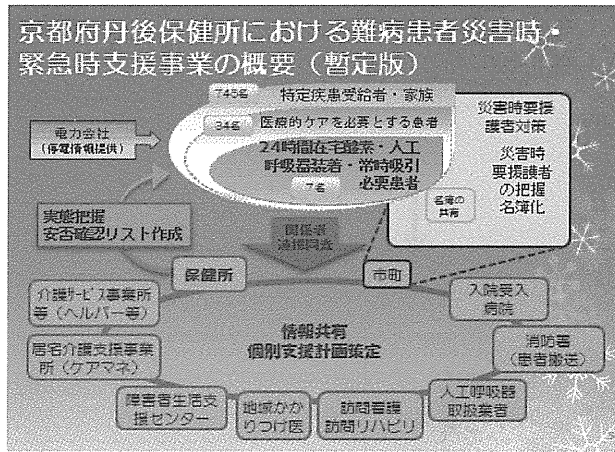 京都府丹後保健所における難病患者災害時・
緊急時支援事業の概要（暫定版）
特定疾患受給者・家族
34名
医療的ケアを必要とする患者
24時間在宅酸素・人工
呼吸器装着・常時吸引
必要患者
7名
電力会社
（停電情報提供）
災害時要援
護者対策
災害時
要援護者
の把握
名簿化
名簿の
共有
実態把握
安否確認リスト作成
関係者
連携調査
保健所
市町
介護サービス事業所
等（ヘルパー等）
入院受入
病院
情報共有
個別支援計画策定
居宅介護支援事業
所（ケアマネ）
消防署
（患者搬送）
障害者生活支
援センター
地域かか
りつけ医
訪問看護
訪問リハビリ
人工呼吸器
取扱業者